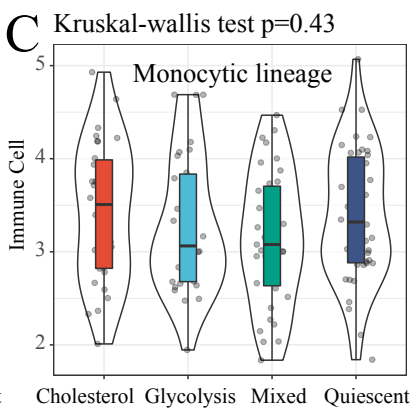 C Kruskal-wallis test p=0.43
Monocytic lineage
Immune Cell
5
4
3
2
Cholesterol Glycolysis Mixed Quiescent